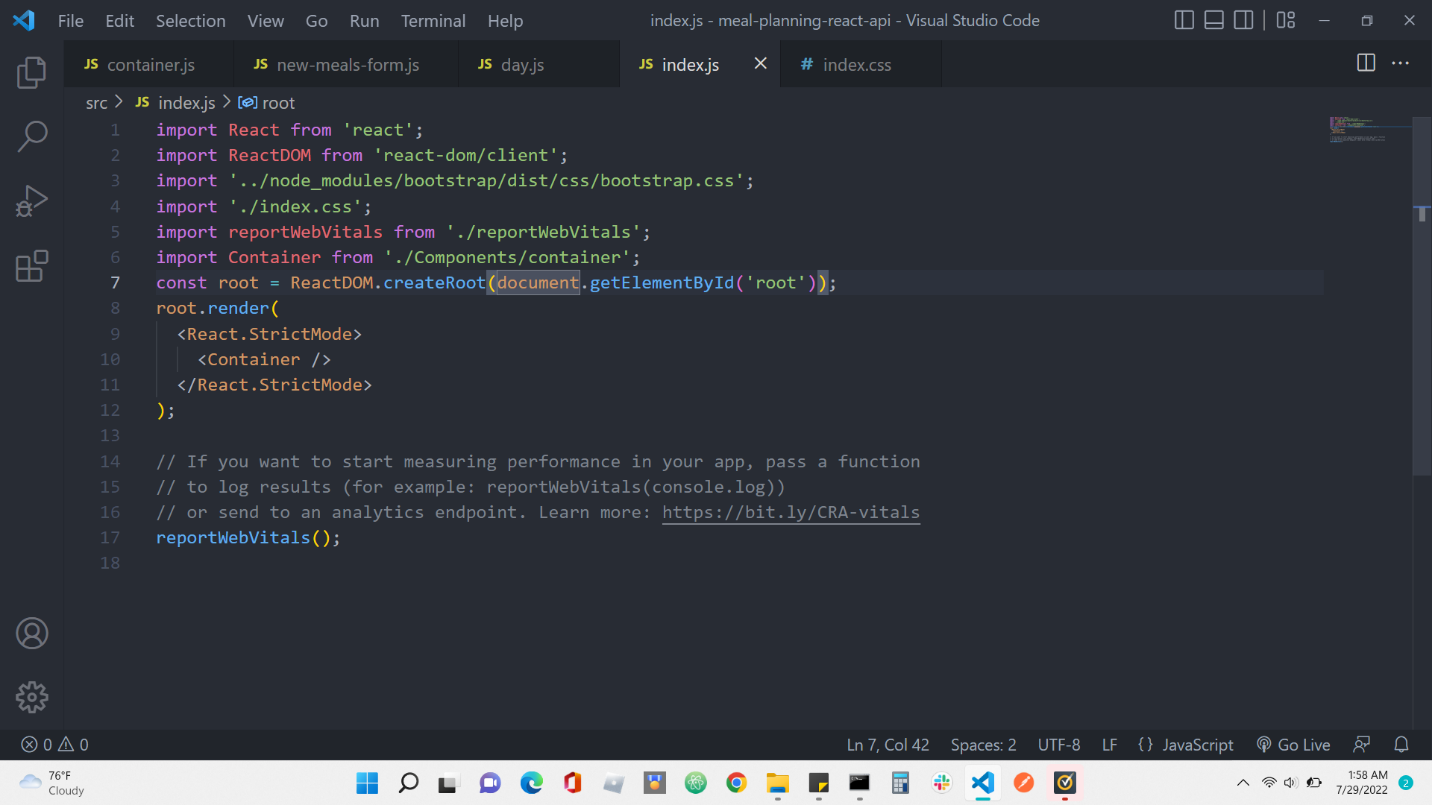 File Edit Selection View Go Run Terminal Help index.js - meal-planning-react-api - Visual Studio Code
JS container.js JS new-meals-form.js JS day.js JS index.js # index.css
src > JS index.js > root
1 import React from 'react';
2 import ReactDOM from 'react-dom/client';
3 import '../node_modules/bootstrap/dist/css/bootstrap.css';
4 import './index.css';
5 import reportWebVitals from './reportWebVitals';
6 import Container from './Components/container';
7 const root = ReactDOM.createRoot(document.getElementById('root'));
8 root.render(
9 <React.StrictMode>
10 <Container />
11 </React.StrictMode>
12 );
13
14 // If you want to start measuring performance in your app, pass a function
15 // to log results (for example: reportWebVitals(console.log))
16 // or send to an analytics endpoint. Learn more: https://bit.ly/CRA-vitals
17 reportWebVitals();
18
0 0 Ln 7, Col 42 Spaces: 2 UTF-8 LF {} JavaScript Go Live
76°F
Cloudy
1:58 AM
7/29/2022
2